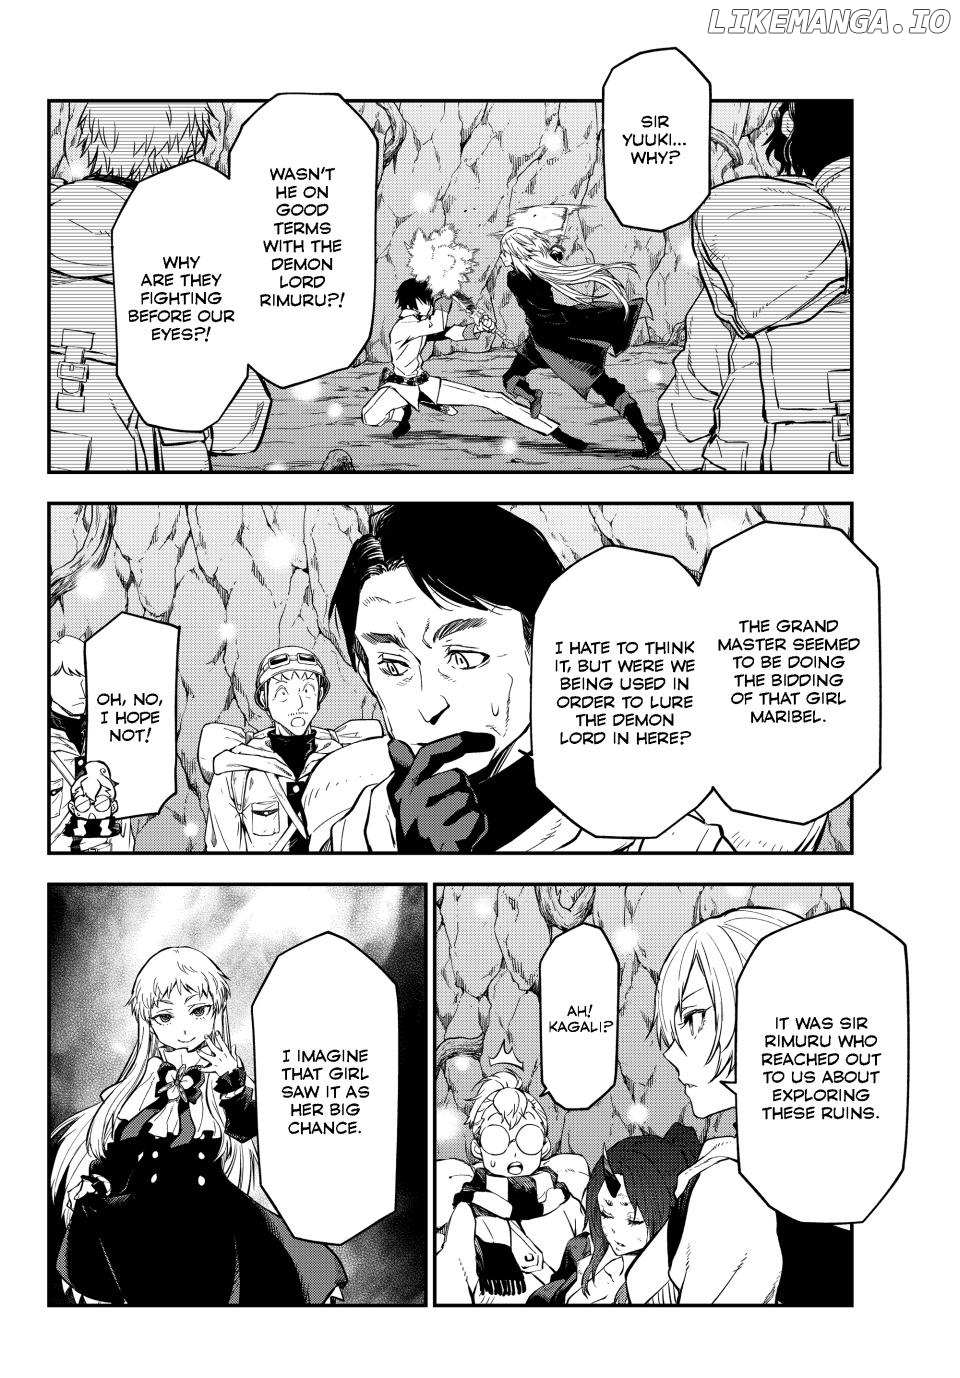 LIKEMANGA.IO
SIR
YUUKI...
WHY?
WASN'T
HE ON
GOOD
TERMS
WITH THE
DEMON
LORD
RIMURU?!
WHY
ARE THEY
FIGHTING
BEFORE OUR
EYES?!
THE GRAND
MASTER SEEMED
TO BE DOING
THE BIDDING
OF THAT GIRL
MARIBEL.
I HATE TO THINK
IT, BUT WERE WE
BEING USED IN
ORDER TO LURE
THE DEMON
LORD IN HERE?
OH, NO,
I HOPE
NOT!
IT WAS SIR
RIMURU WHO
REACHED OUT
TO US ABOUT
EXPLORING
THESE RUINS.
AH!
KAGALI?
I IMAGINE
THAT GIRL
SAW IT AS
HER BIG
CHANCE.